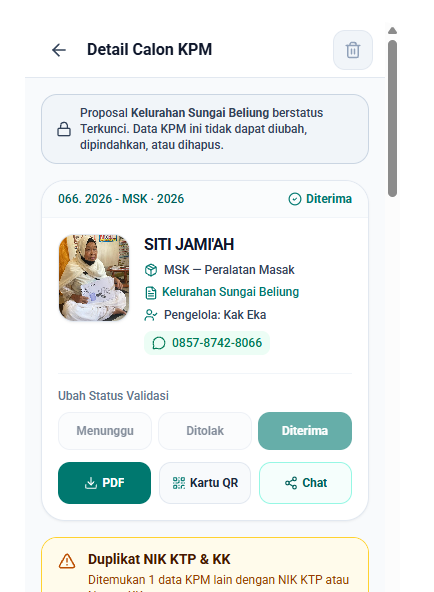 Detail Calon KPM
Proposal Kelurahan Sungai Beliung berstatus
Terkunci. Data KPM ini tidak dapat diubah,
dipindahkan, atau dihapus.
066. 2026 - MSK · 2026
Diterima
SITI JAMI'AH
MSK — Peralatan Masak
Kelurahan Sungai Beliung
Pengelola: Kak Eka
0857-8742-8066
Ubah Status Validasi
Menunggu
Ditolak
Diterima
PDF
Kartu QR
Chat
Duplikat NIK KTP & KK
Ditemukan 1 data KPM lain dengan NIK KTP atau